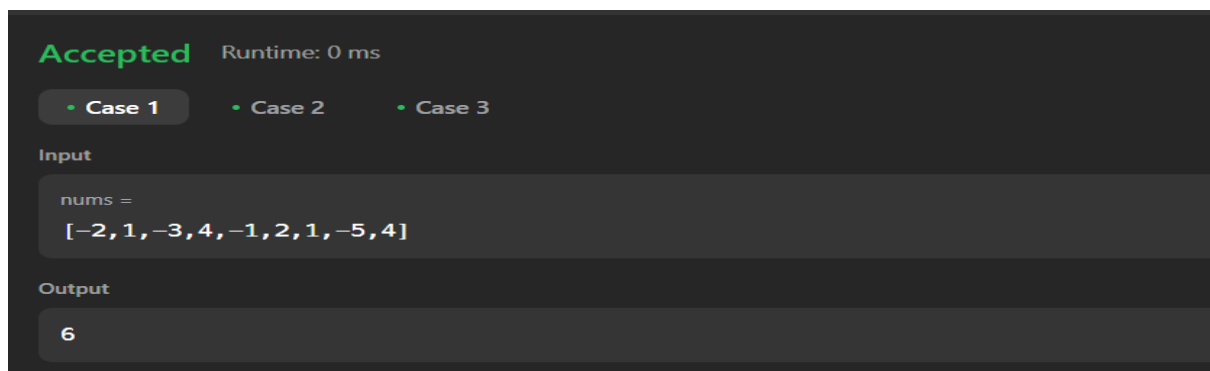 Accepted Runtime: 0 ms
• Case 1 • Case 2 • Case 3
Input
nums =
[-2,1,-3,4,-1,2,1,-5,4]
Output
6